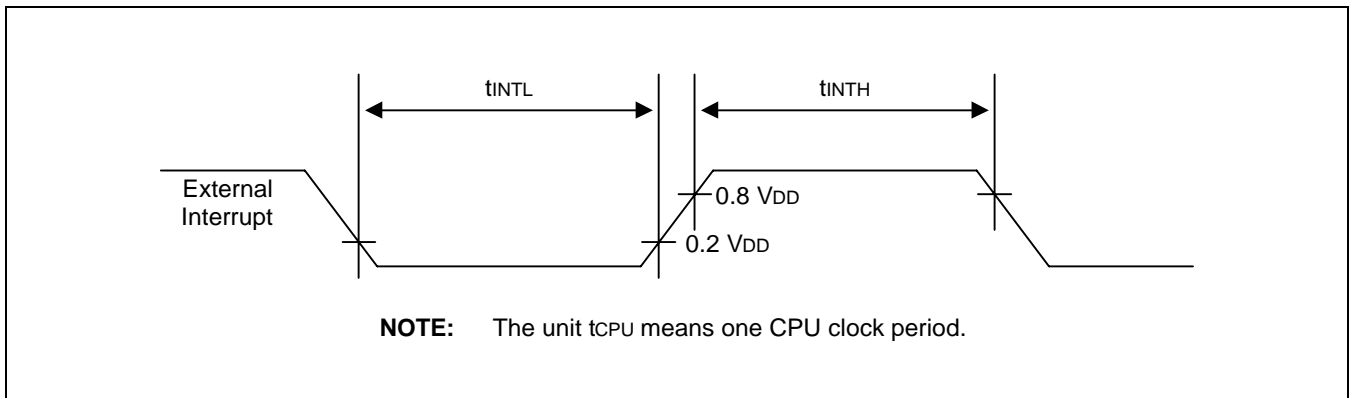 tINTL
tINTH
External
Interrupt
0.8 VDD
0.2 VDD
NOTE: The unit tCPU means one CPU clock period.